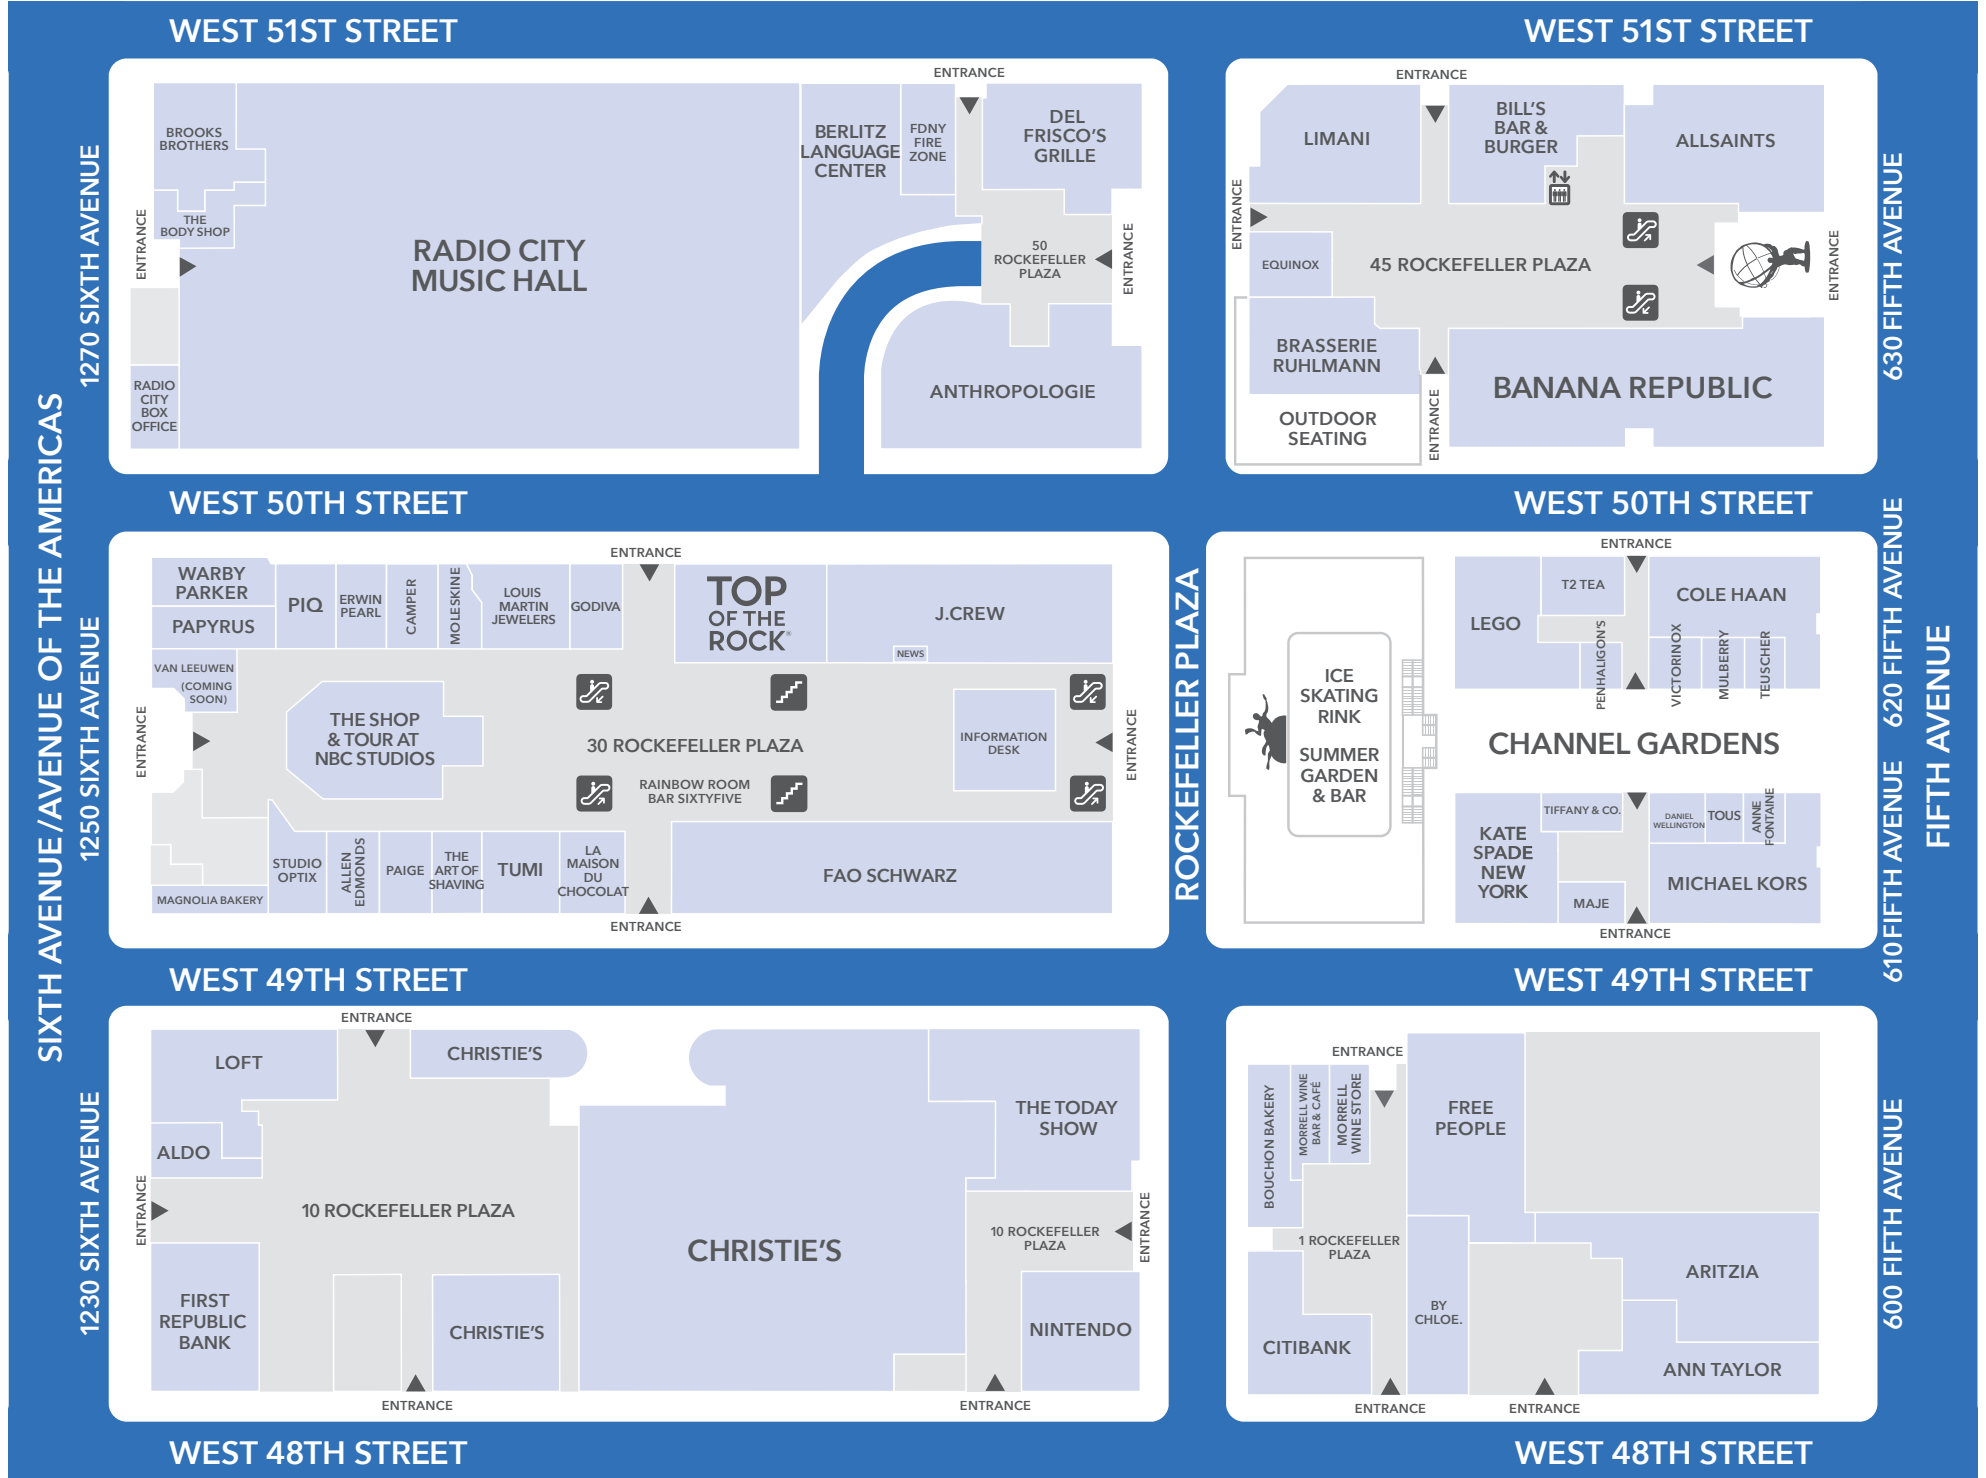 WEST 51ST STREET
WEST 51ST STREET
SIXTH AVENUE/AVENUE OF THE AMERICAS
1270 SIXTH AVENUE
BROOKS
BROTHERS
THE
BODY SHOP
ENTRANCE
RADIO
CITY
BOX
OFFICE
RADIO CITY
MUSIC HALL
BERLITZ
LANGUAGE
CENTER
FDNY
FIRE
ZONE
ENTRANCE
DEL
FRISCO'S
GRILLE
50
ROCKEFELLER
PLAZA
ENTRANCE
ANTHROPOLOGIE
ENTRANCE
LIMANI
BILL'S
BAR &
BURGER
ALLSAINTS
ENTRANCE
EQUINOX
45 ROCKEFELLER PLAZA
ENTRANCE
BRASSERIE
RUHLMANN
OUTDOOR
SEATING
ENTRANCE
BANANA REPUBLIC
630 FIFTH AVENUE
WEST 50TH STREET
WEST 50TH STREET
1250 SIXTH AVENUE
WARBY
PARKER
PAPYRUS
PIQ
ERWIN
PEARL
CAMPER
MOLESKINE
LOUIS
MARTIN
JEWELERS
GODIVA
ENTRANCE
TOP
OF THE
ROCK®
J.CREW
NEWS
VAN LEEUWEN
(COMING
SOON)
ENTRANCE
THE SHOP
& TOUR AT
NBC STUDIOS
30 ROCKEFELLER PLAZA
RAINBOW ROOM
BAR SIXTYFIVE
INFORMATION
DESK
ENTRANCE
MAGNOLIA BAKERY
STUDIO
OPTIX
ALLEN
EDMONDS
PAIGE
THE
ART OF
SHAVING
TUMI
LA
MAISON
DU
CHOCOLAT
FAO SCHWARZ
ENTRANCE
ROCKEFELLER PLAZA
ICE
SKATING
RINK
SUMMER
GARDEN
& BAR
ENTRANCE
LEGO
T2 TEA
PENHALIGON'S
COLE HAAN
VICTORINOX
MULBERRY
TEUSCHER
CHANNEL GARDENS
KATE
SPADE
NEW
YORK
TIFFANY & CO.
MAJE
DANIEL
WELLINGTON
TOUS
ANNE
FONTAINE
MICHAEL KORS
ENTRANCE
620 FIFTH AVENUE
610 FIFTH AVENUE
FIFTH AVENUE
WEST 49TH STREET
WEST 49TH STREET
1230 SIXTH AVENUE
ENTRANCE
LOFT
CHRISTIE'S
ALDO
ENTRANCE
10 ROCKEFELLER PLAZA
FIRST
REPUBLIC
BANK
CHRISTIE'S
ENTRANCE
CHRISTIE'S
THE TODAY
SHOW
10 ROCKEFELLER
PLAZA
ENTRANCE
NINTENDO
ENTRANCE
ENTRANCE
BOUCHON BAKERY
MORRELL WINE
BAR & CAFÉ
MORRELL
WINE STORE
FREE
PEOPLE
1 ROCKEFELLER
PLAZA
CITIBANK
BY
CHLOE.
ARITZIA
ANN TAYLOR
ENTRANCE
ENTRANCE
600 FIFTH AVENUE
WEST 48TH STREET
WEST 48TH STREET